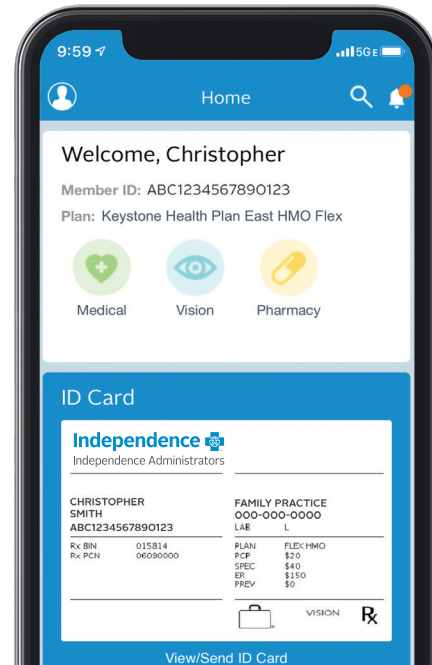 9:59
5G E
Home
Welcome, Christopher
Member ID: ABC1234567890123
Plan: Keystone Health Plan East HMO Flex
Medical Vision Pharmacy
ID Card
Independence
Independence Administrators
CHRISTOPHER
SMITH
ABC1234567890123
Rx BIN 015814
Rx PCN 06090000
FAMILY PRACTICE
000-000-0000
LAB L
PLAN FLEX HMO
PCP $20
SPEC $40
ER $150
PREV $0
VISION Rx
View/Send ID Card